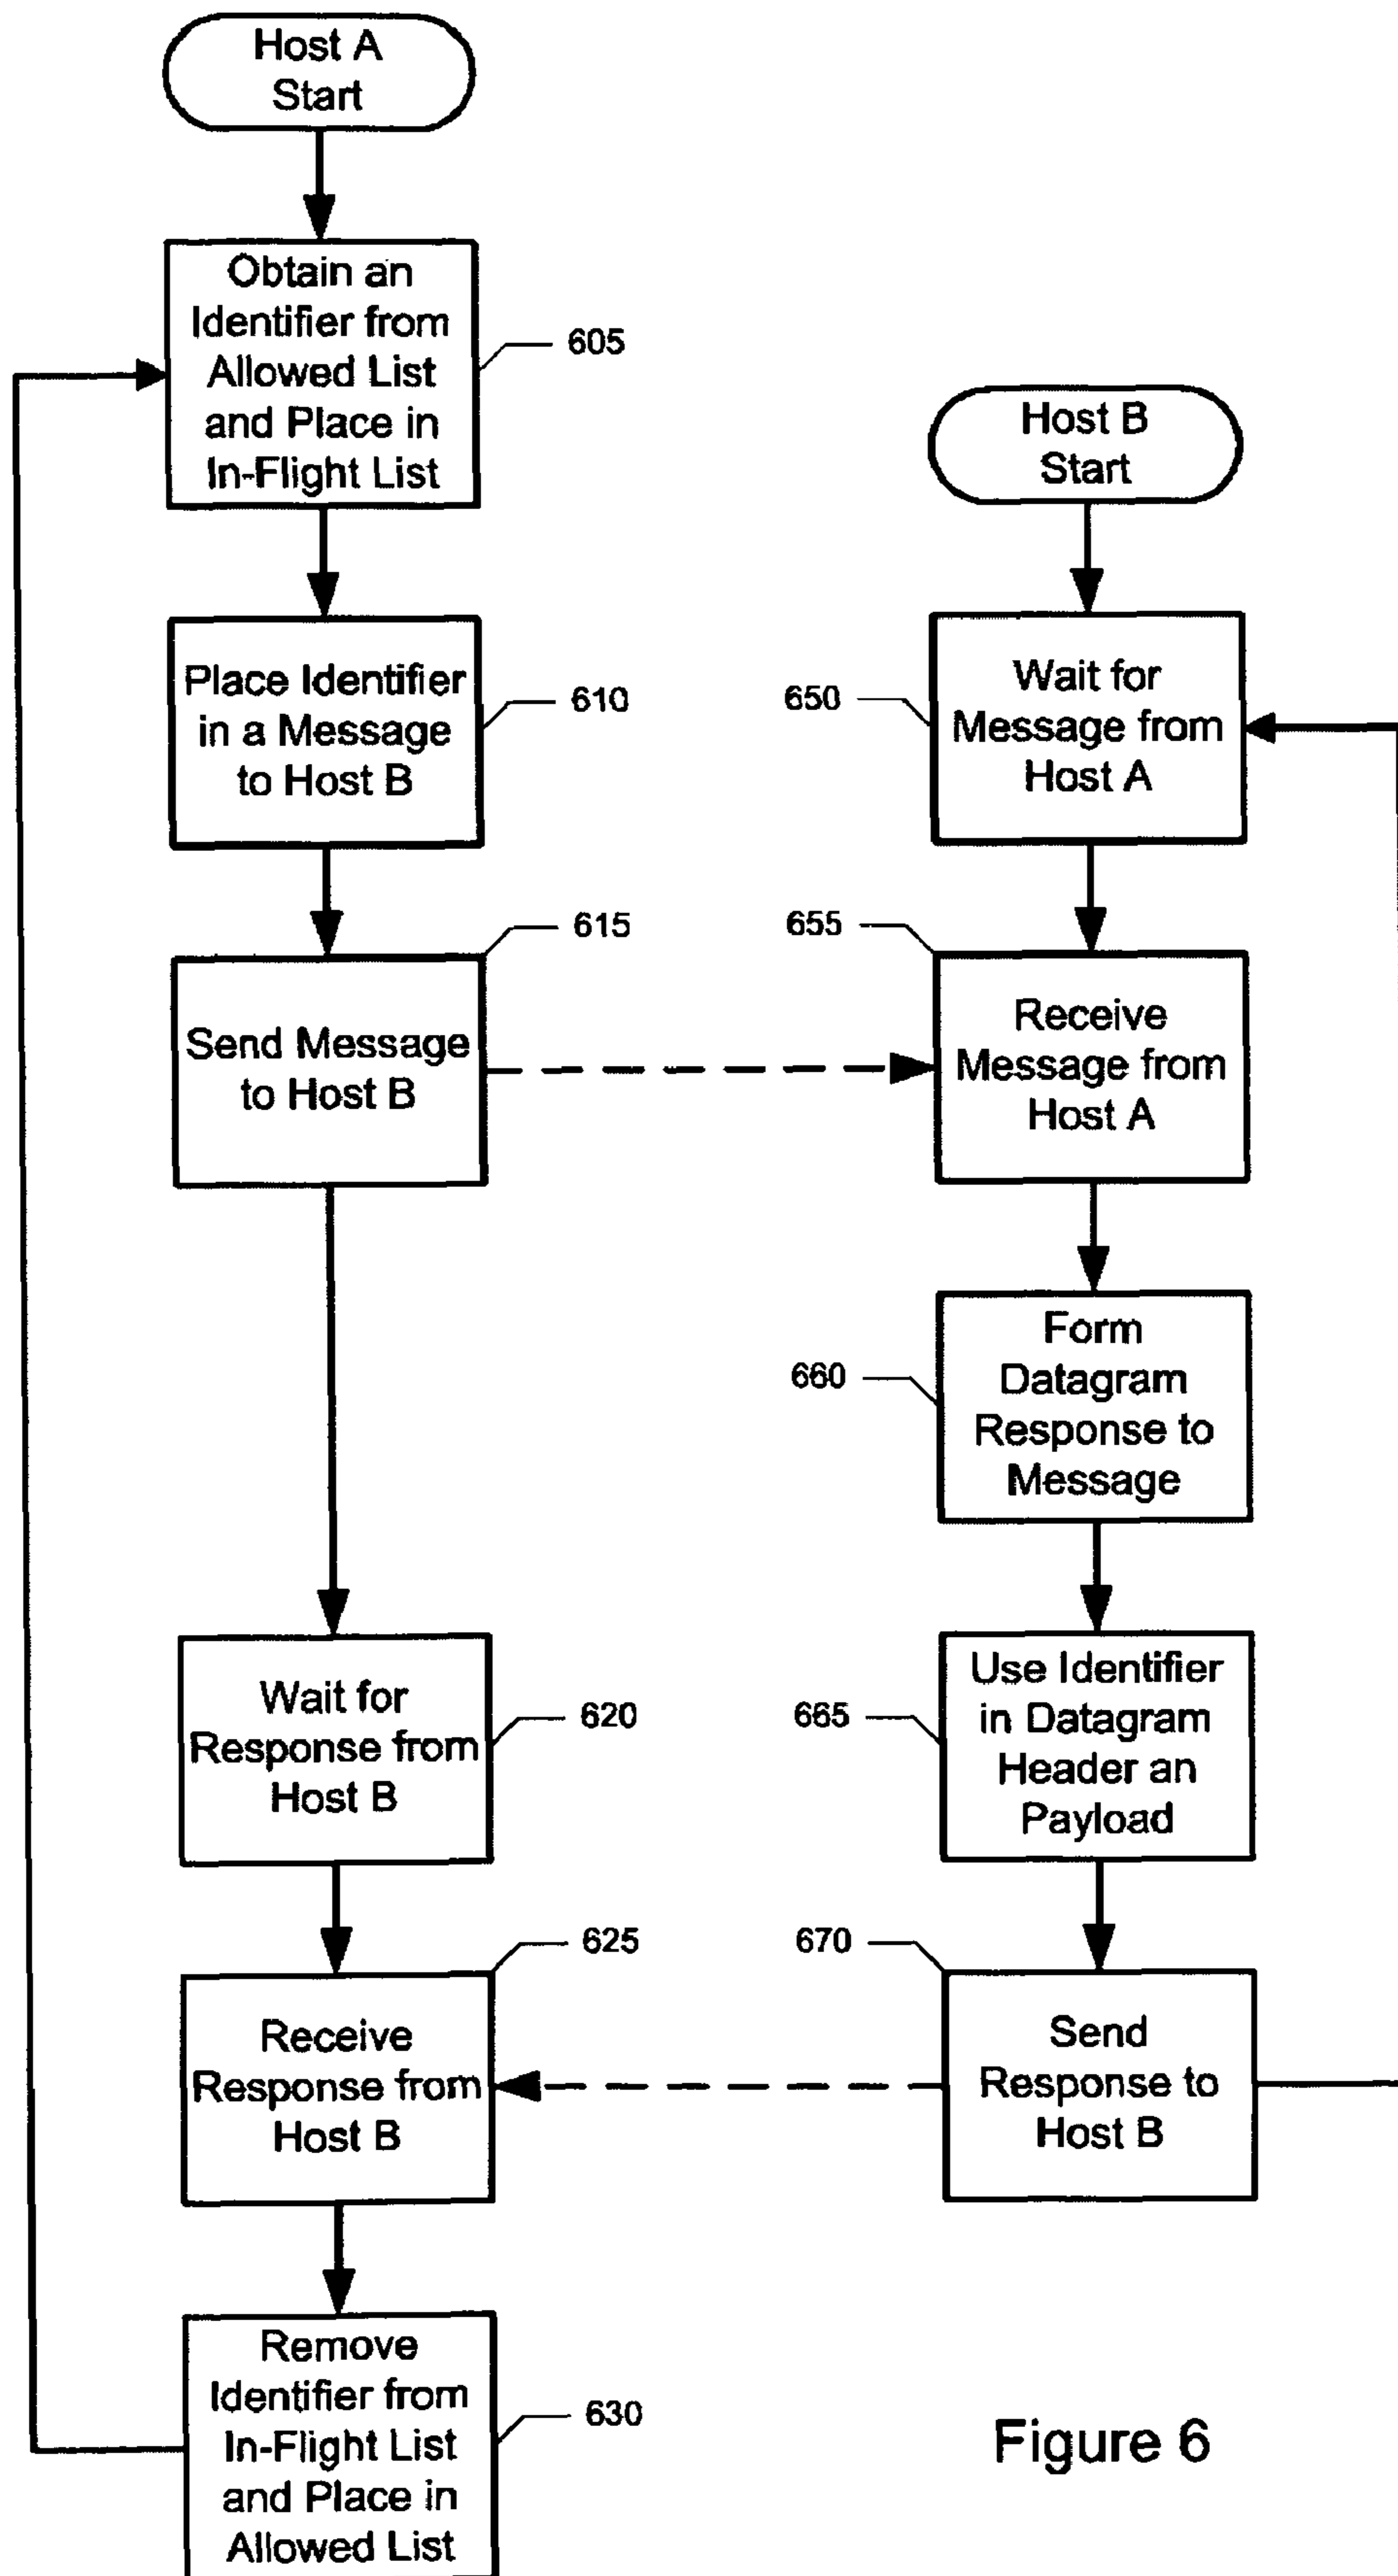 Host A
Start
Obtain an
Identifier from
Allowed List
and Place in
In-Flight List
605
Place Identifier
in a Message
to Host B
610
Send Message
to Host B
615
Wait for
Response from
Host B
620
Receive
Response from
Host B
625
Remove
Identifier from
In-Flight List
and Place in
Allowed List
630
Host B
Start
650
Wait for
Message from
Host A
655
Receive
Message from
Host A
660
Form
Datagram
Response to
Message
665
Use Identifier
in Datagram
Header an
Payload
670
Send
Response to
Host B
Figure 6